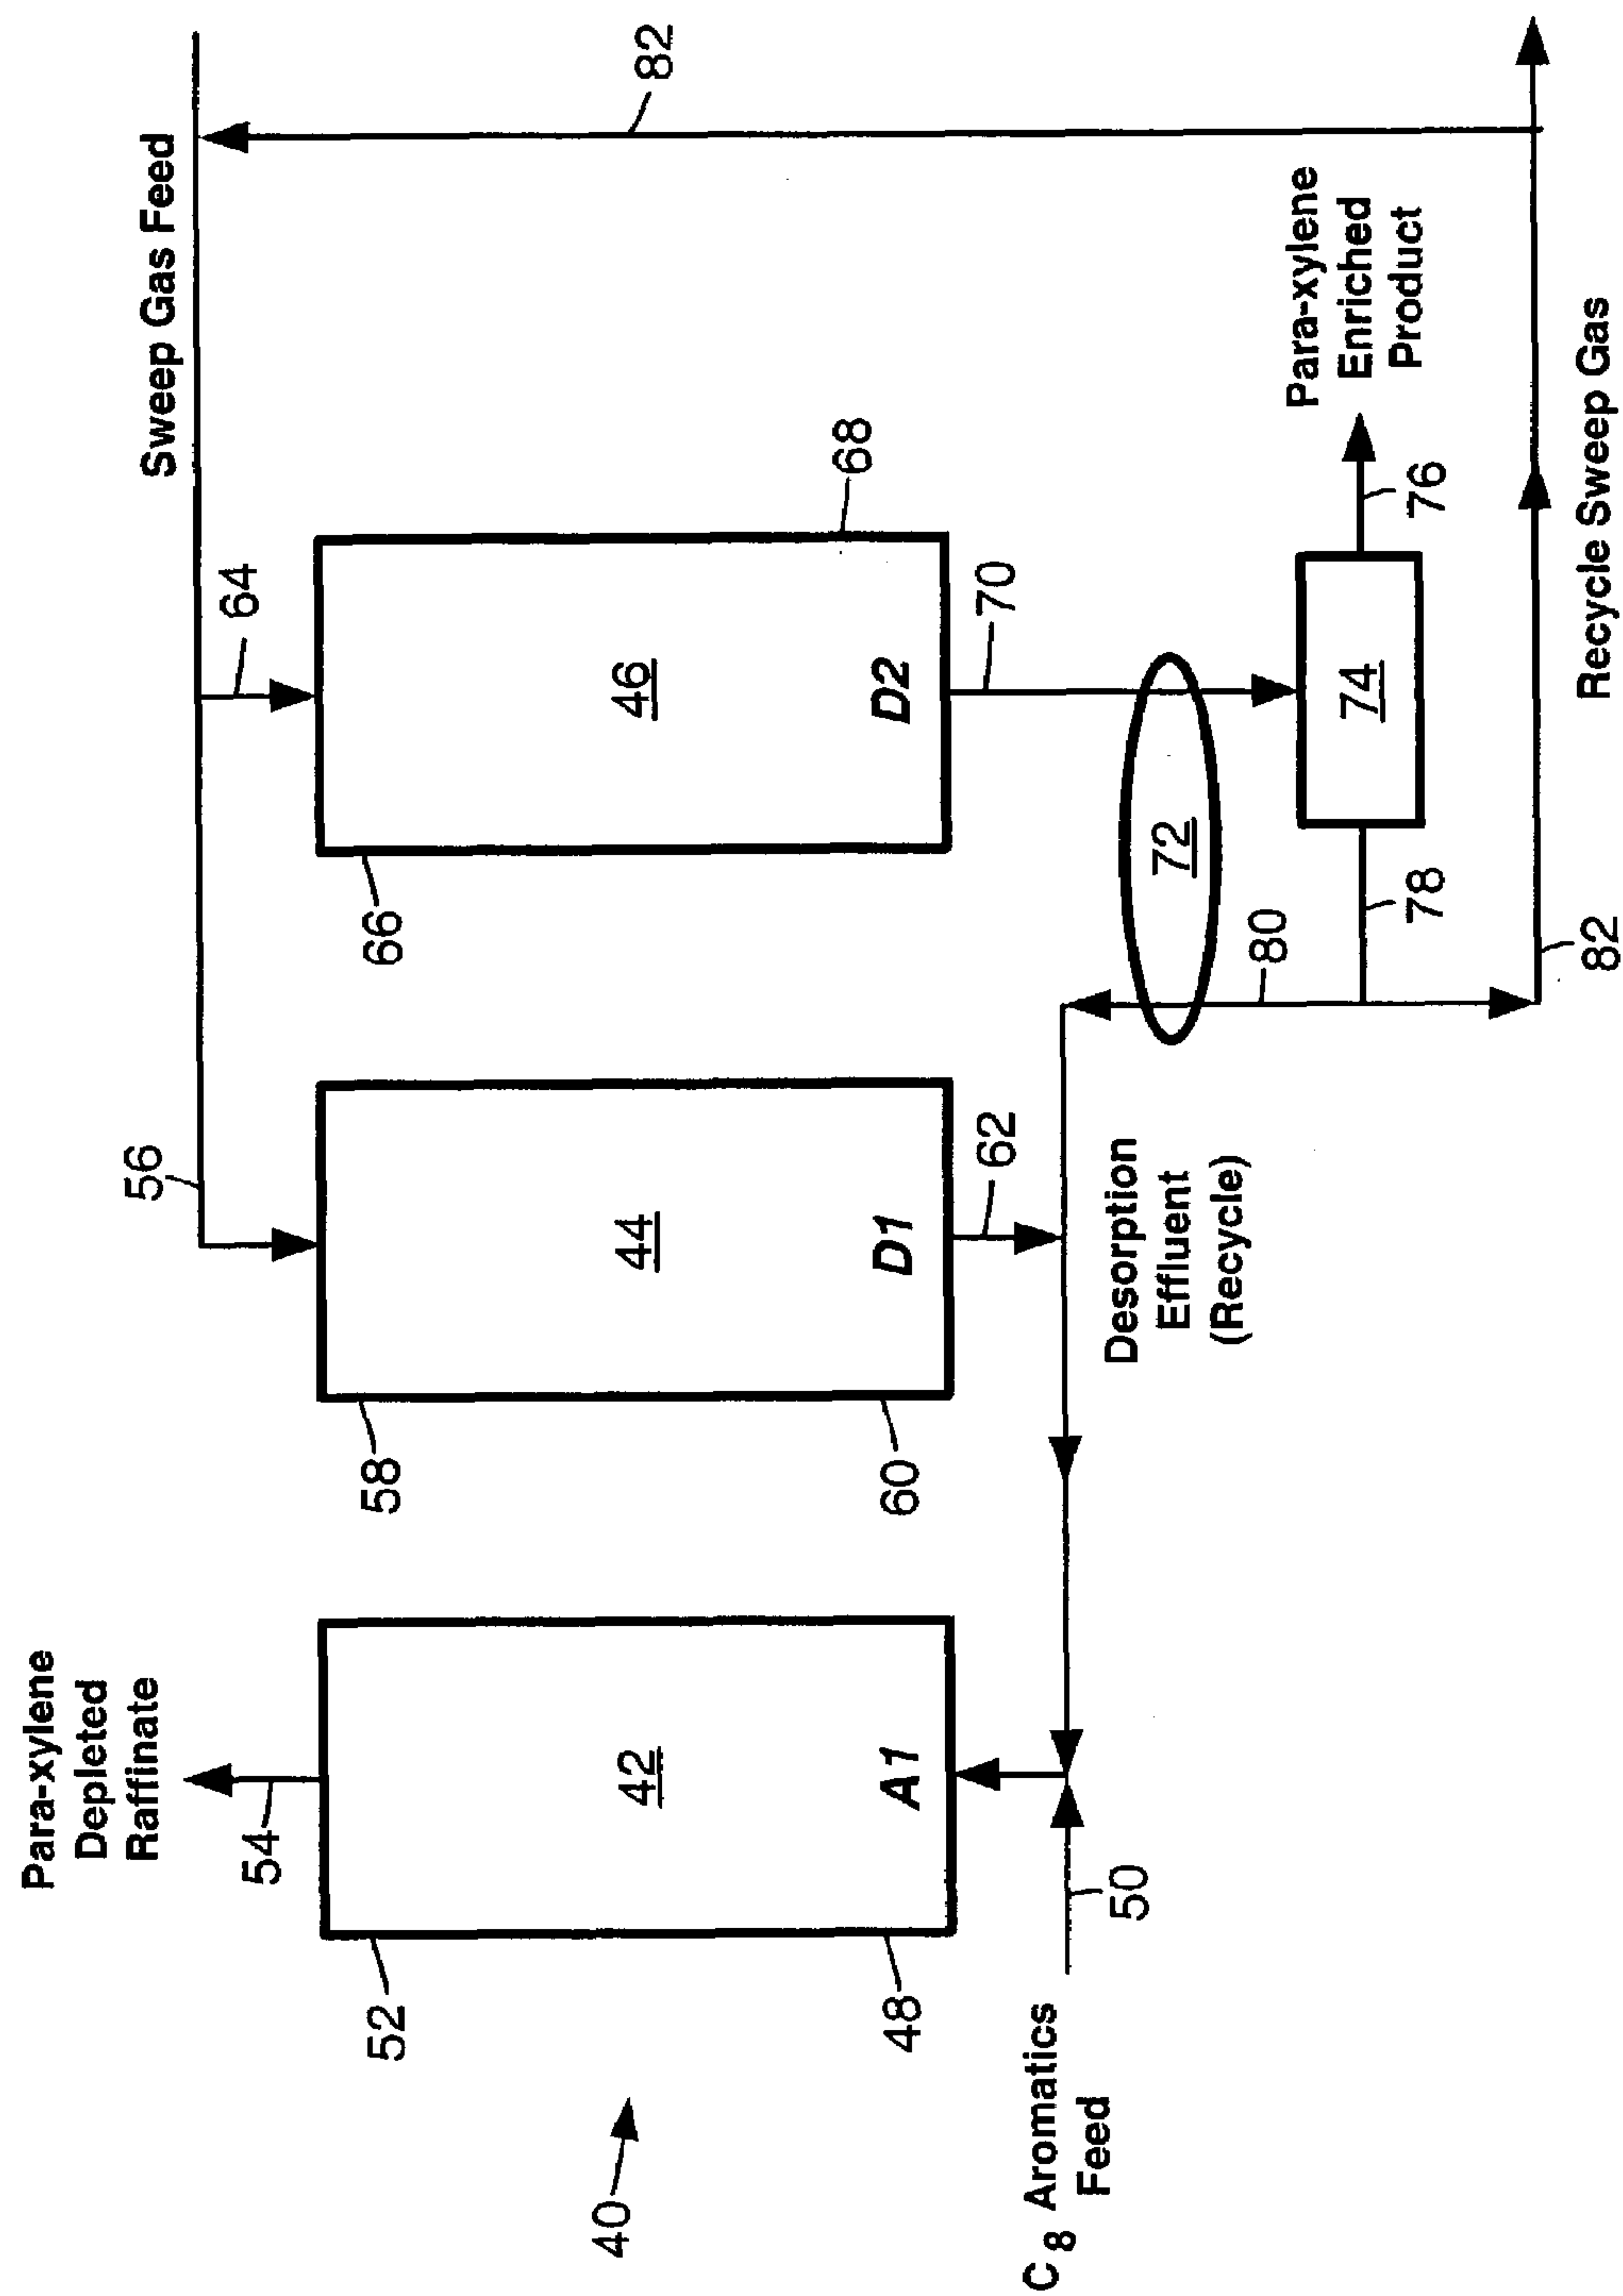 Para-xylene
Depleted
Raffinate
54
56
Sweep Gas Feed
64
82
52
42
A1
48
58
44
D1
60
66
46
D2
68
40
C8 Aromatics
Feed
50
62
Desorption
Effluent
(Recycle)
70
72
80
74
78
76
Para-xylene
Enriched
Product
82
Recycle Sweep Gas